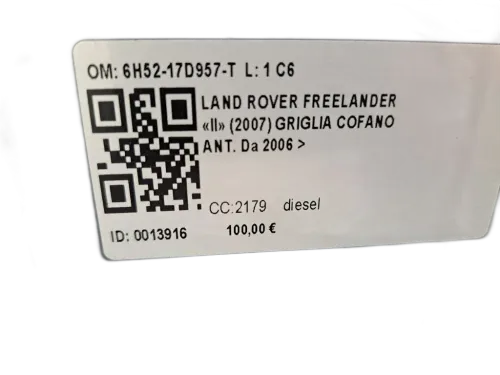 OM: 6H52-17D957-T L: 1 C6
LAND ROVER FREELANDER
«II» (2007) GRIGLIA COFANO
ANT. Da 2006 >
CC:2179 diesel
ID: 0013916 100,00 €